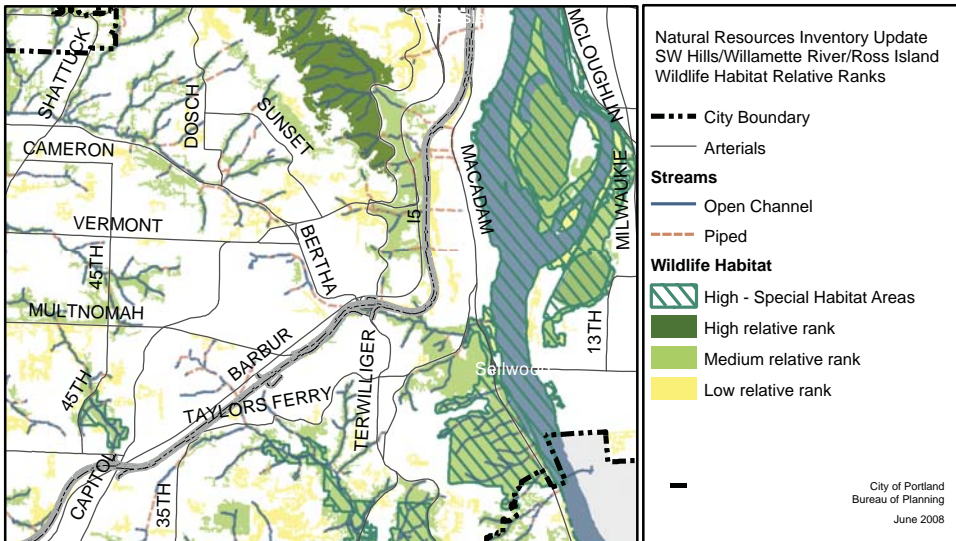 SHATTUCK
DOSCH
SUNSET
CAMERON
VERMONT
45TH
MULTNOMAH
BERTHA
I5
MACADAM
MCLOUGHLIN
MILWAUKIE
13TH
BARBUR
TAYLORS FERRY
TERWILLIGER
Sellwood
45TH
CAPITOL
35TH
Natural Resources Inventory Update
SW Hills/Willamette River/Ross Island
Wildlife Habitat Relative Ranks
City Boundary
Arterials
Streams
Open Channel
Piped
Wildlife Habitat
High - Special Habitat Areas
High relative rank
Medium relative rank
Low relative rank
City of Portland
Bureau of Planning
June 2008